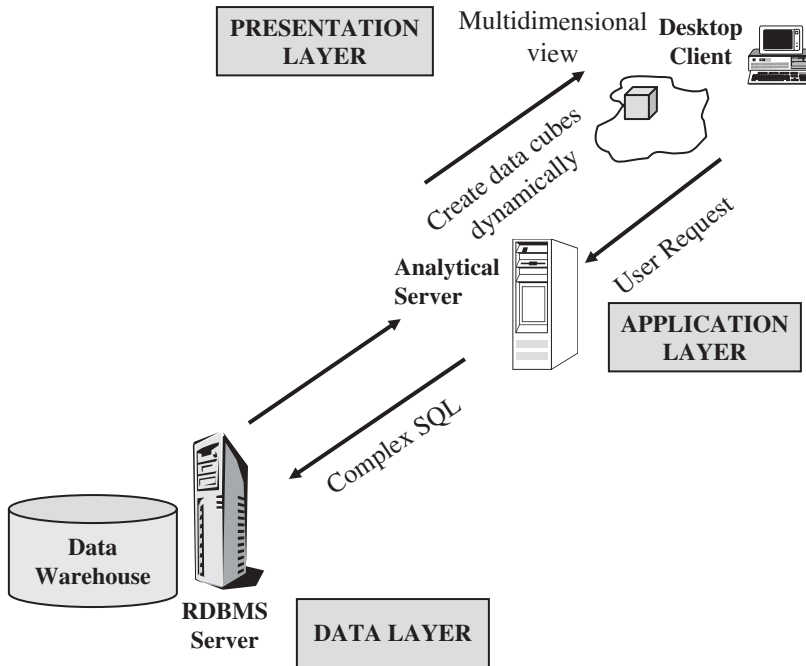 PRESENTATION
LAYER
Multidimensional
view
Desktop
Client
Create data cubes
dynamically
User Request
Analytical
Server
APPLICATION
LAYER
Complex SQL
Data
Warehouse
RDBMS
Server
DATA LAYER